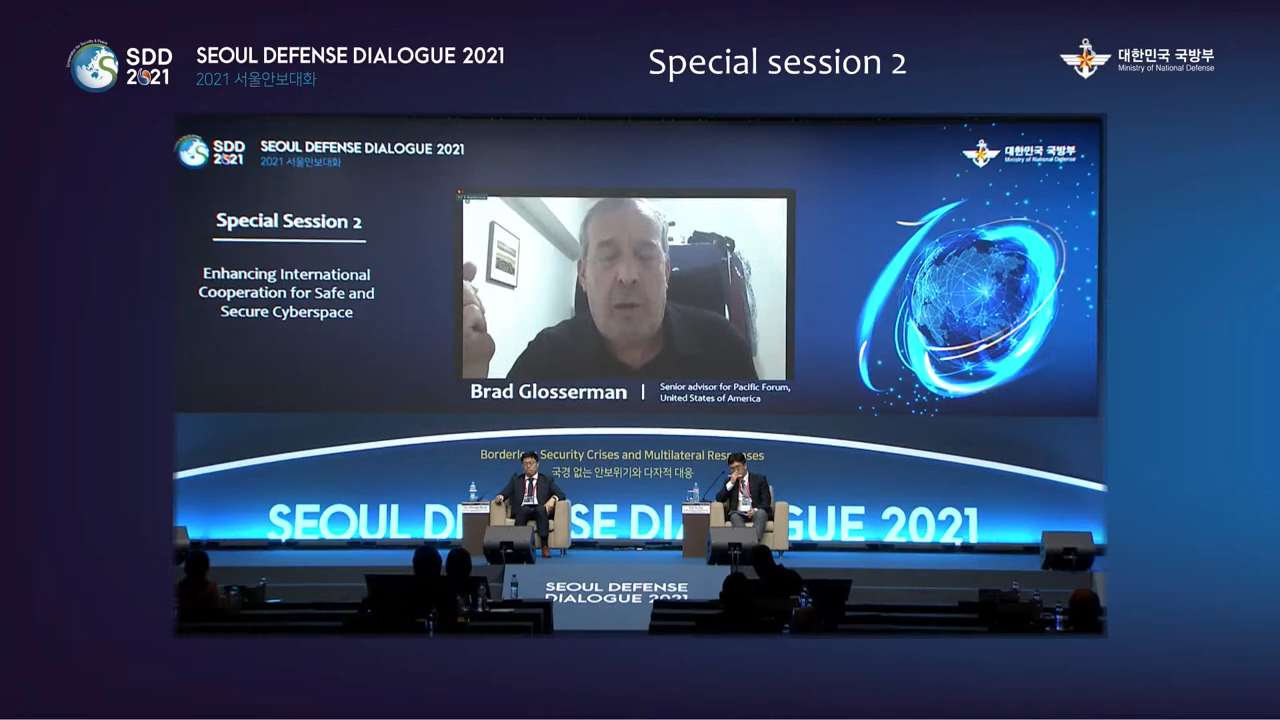 SDD
2021
SEOUL DEFENSE DIALOGUE 2021
2021 서울안보대화
Special session 2
대한민국 국방부
Ministry of National Defense
SDD
2021
SEOUL DEFENSE DIALOGUE 2021
2021 서울안보대화
대한민국 국방부
Ministry of National Defense
Special Session 2
Enhancing International
Cooperation for Safe and
Secure Cyberspace
Brad Glosserman | Senior advisor for Pacific Forum,
United States of America
Security Crises and Multilateral Responses
국경 없는 안보위기와 다자적 대응
SEOUL DEFENSE DIALOGUE 2021
SEOUL DEFENSE
DIALOGUE 2021